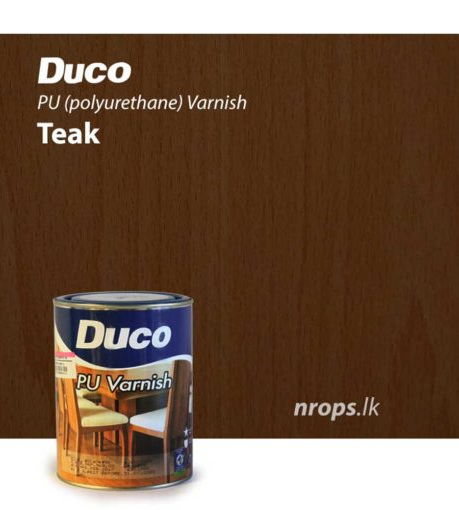 Duco
PU (polyurethane) Varnish
Teak
Duco
PU Varnish
nrops.lk